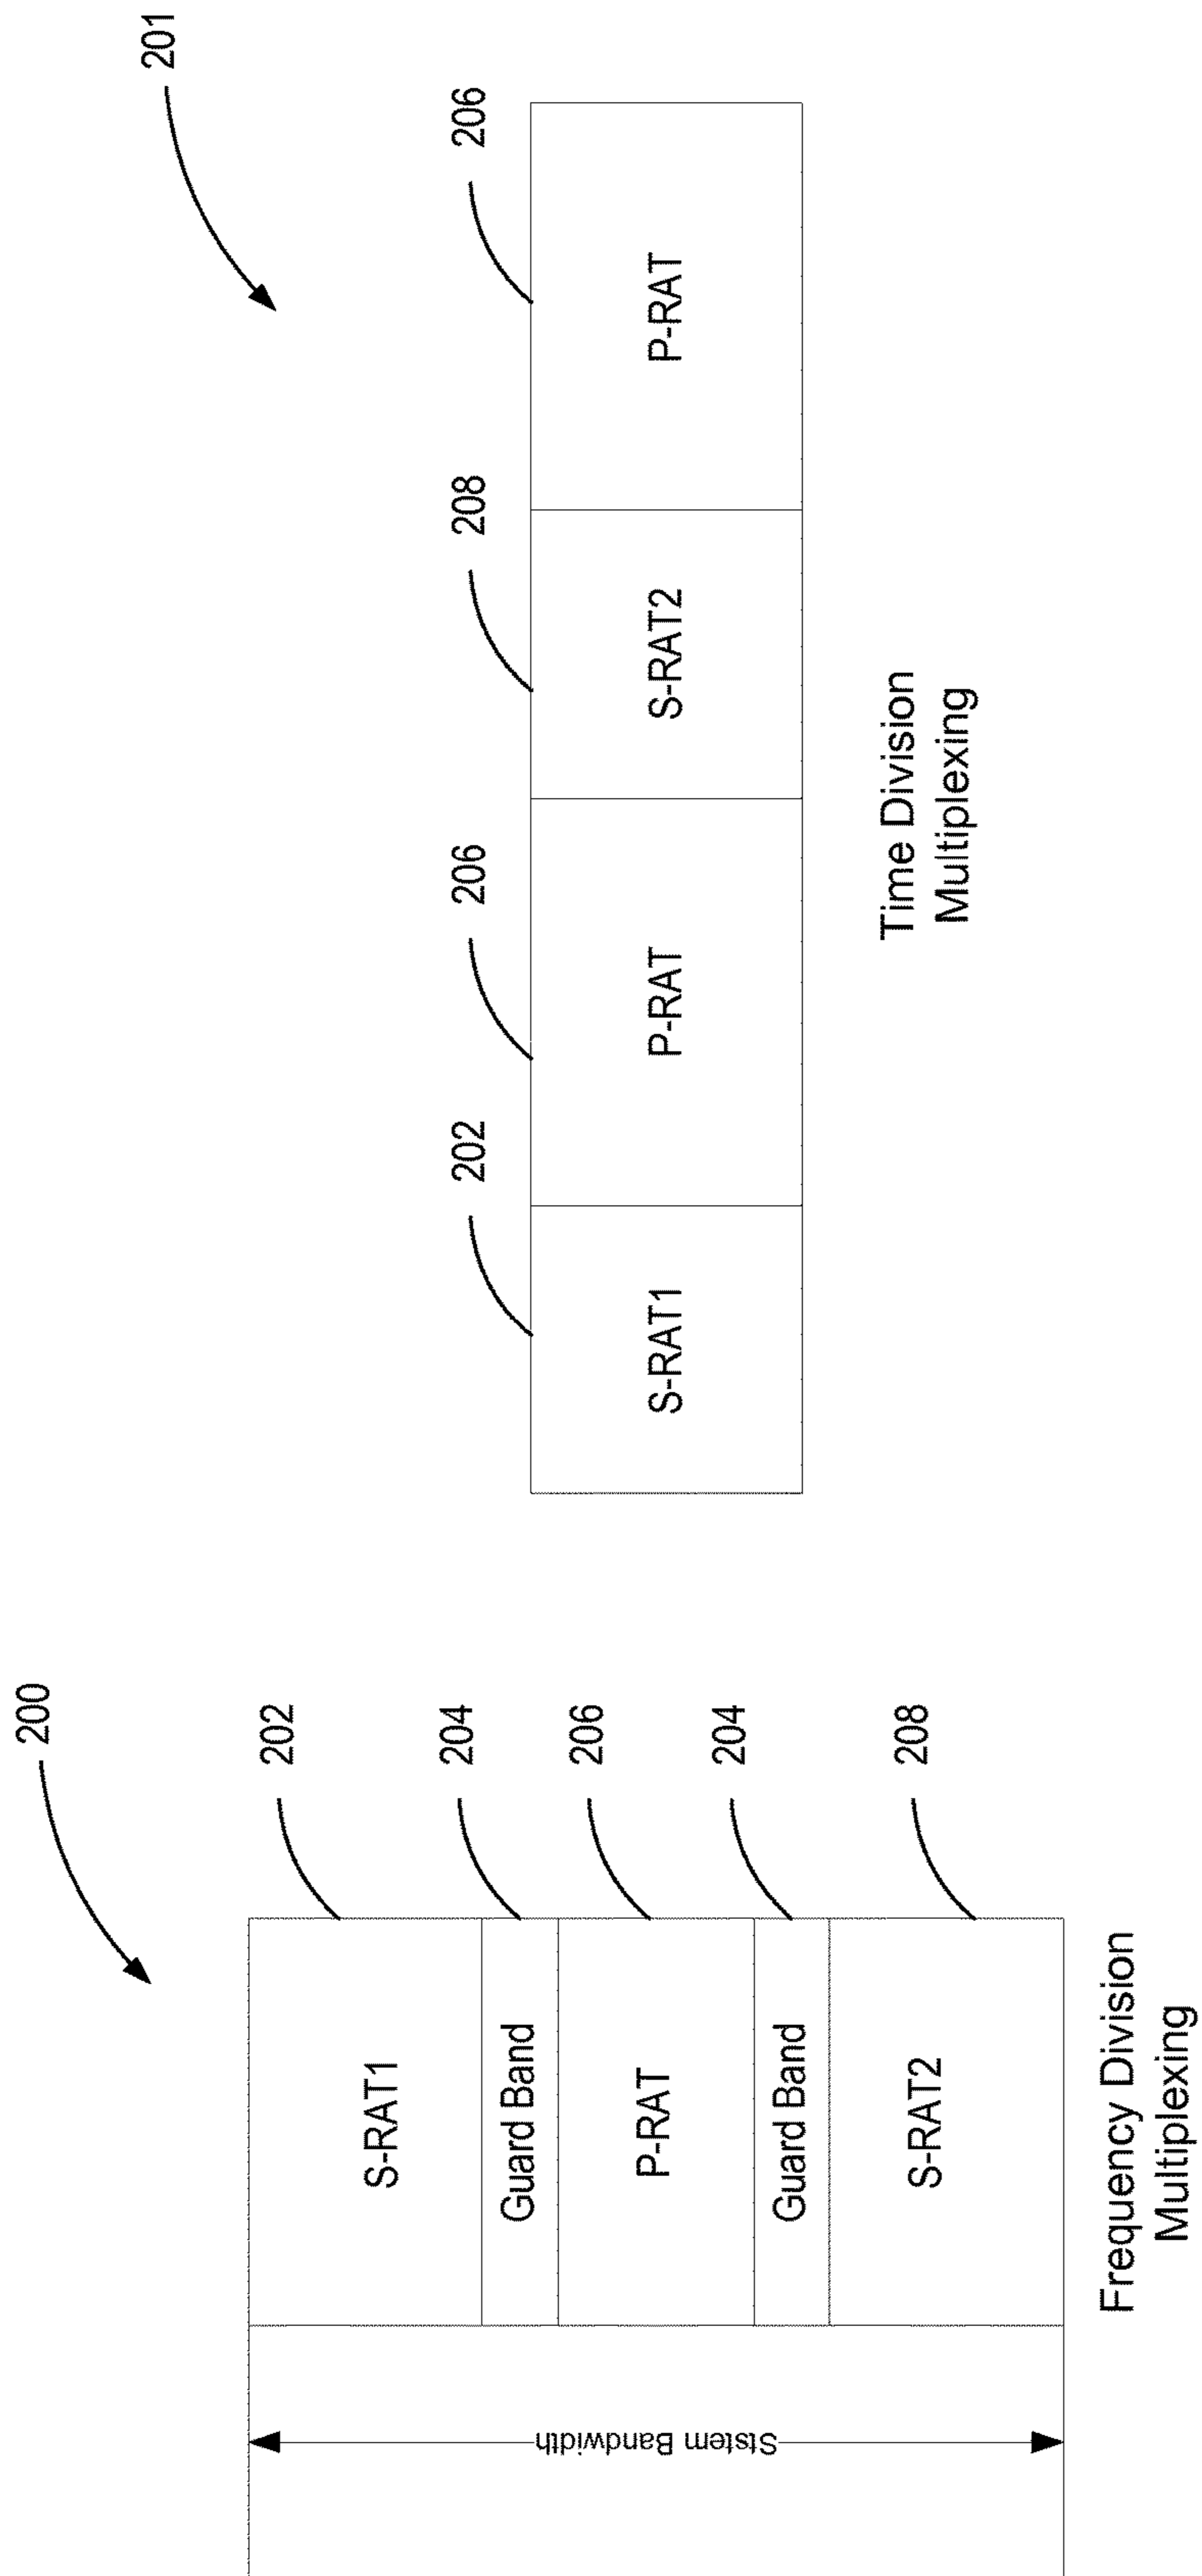 200
202
204
206
204
208
S-RAT1
Guard Band
P-RAT
Guard Band
S-RAT2
Ststem Bandwidth
Frequency Division
Multiplexing
201
202
206
208
206
S-RAT1
P-RAT
S-RAT2
P-RAT
Time Division
Multiplexing